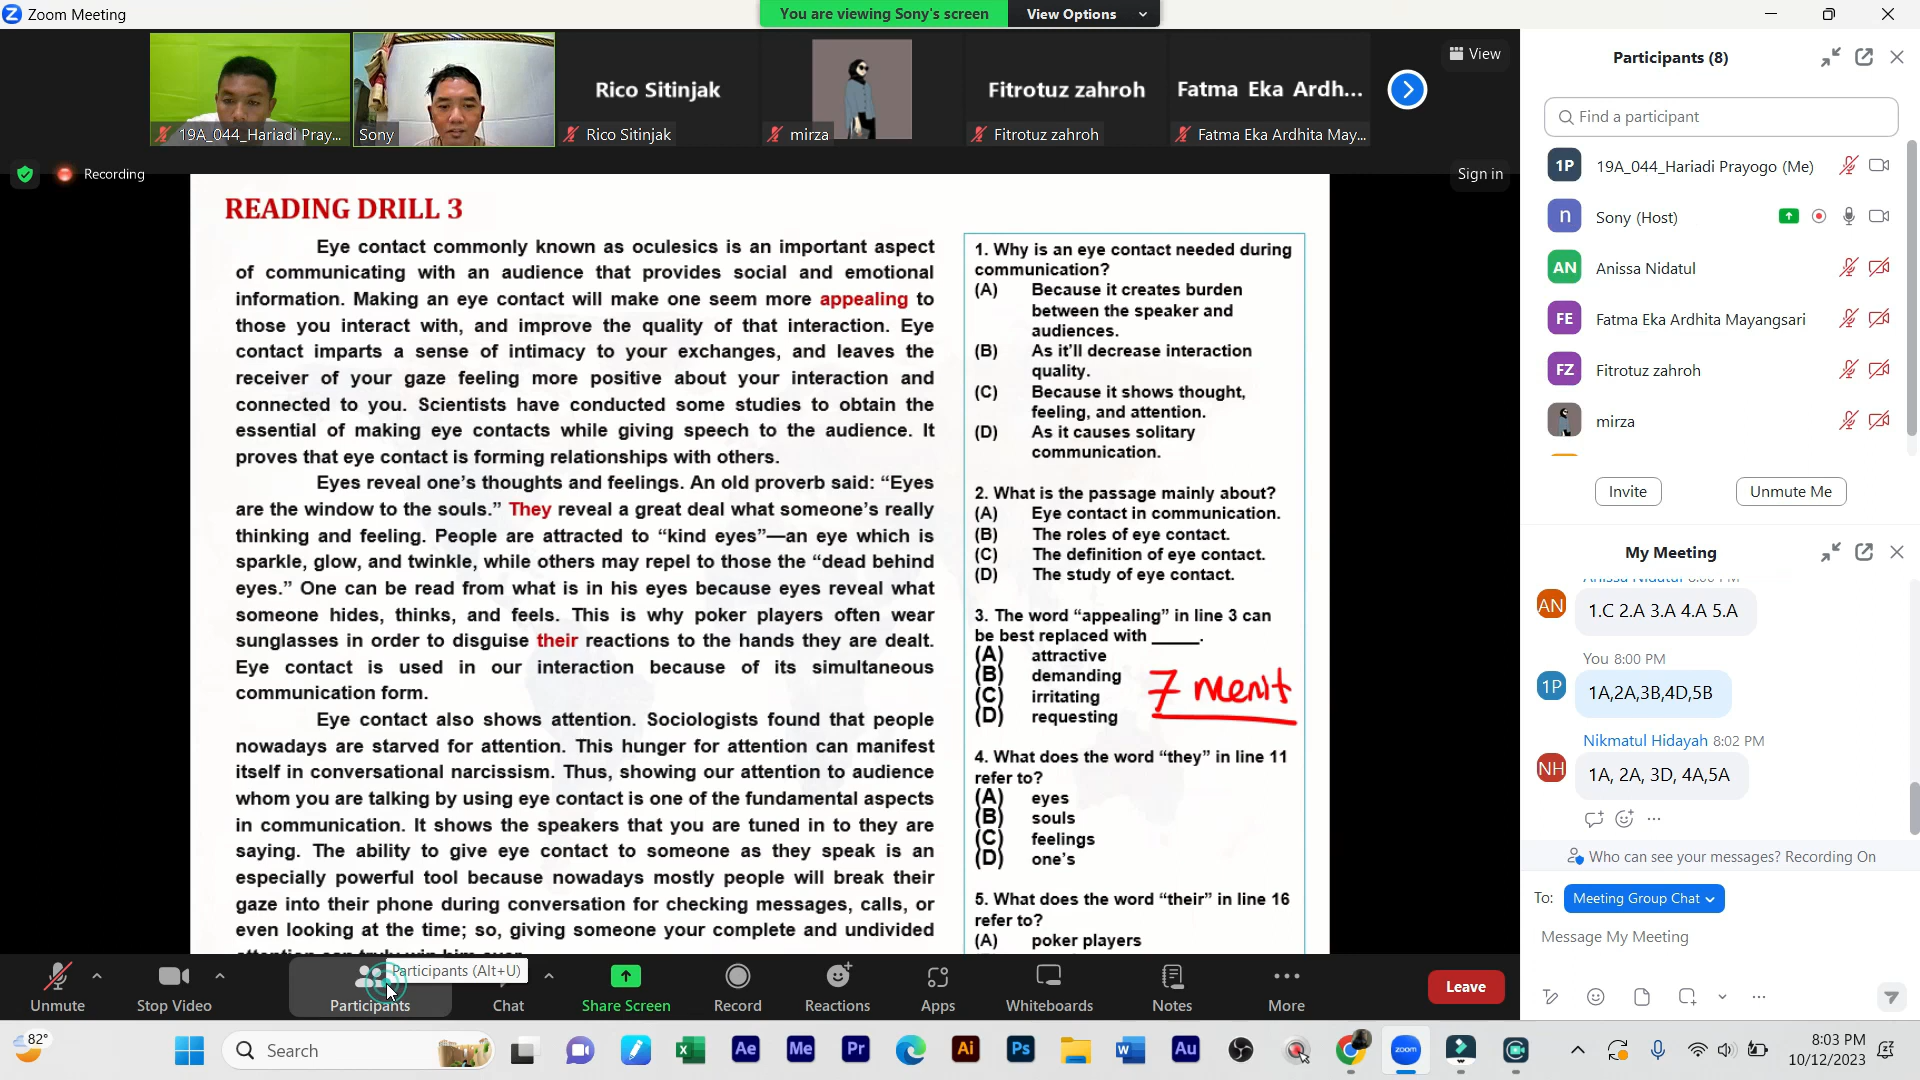 Zoom Meeting
You are viewing Sony's screen
View Options
View
Rico Sitinjak
Fitrotuz zahroh
Fatma Eka Ardh...
19A_044_Hariadi Pray...
Sony
Rico Sitinjak
mirza
Fitrotuz zahroh
Fatma Eka Ardhita May...
Recording
Sign in
READING DRILL 3
Eye contact commonly known as oculesics is an important aspect
of communicating with an audience that provides social and emotional
information. Making an eye contact will make one seem more appealing to
those you interact with, and improve the quality of that interaction. Eye
contact imparts a sense of intimacy to your exchanges, and leaves the
receiver of your gaze feeling more positive about your interaction and
connected to you. Scientists have conducted some studies to obtain the
essential of making eye contacts while giving speech to the audience. It
proves that eye contact is forming relationships with others.
Eyes reveal one's thoughts and feelings. An old proverb said: “Eyes
are the window to the souls.” They reveal a great deal what someone's really
thinking and feeling. People are attracted to “kind eyes”—an eye which is
sparkle, glow, and twinkle, while others may repel to those the “dead behind
eyes.” One can be read from what is in his eyes because eyes reveal what
someone hides, thinks, and feels. This is why poker players often wear
sunglasses in order to disguise their reactions to the hands they are dealt.
Eye contact is used in our interaction because of its simultaneous
communication form.
Eye contact also shows attention. Sociologists found that people
nowadays are starved for attention. This hunger for attention can manifest
itself in conversational narcissism. Thus, showing our attention to audience
whom you are talking by using eye contact is one of the fundamental aspects
in communication. It shows the speakers that you are tuned in to they are
saying. The ability to give eye contact to someone as they speak is an
especially powerful tool because nowadays mostly people will break their
gaze into their phone during conversation for checking messages, calls, or
even looking at the time; so, giving someone your complete and undivided
1. Why is an eye contact needed during
communication?
(A) Because it creates burden
between the speaker and
audiences.
(B) As it'll decrease interaction
quality.
(C) Because it shows thought,
feeling, and attention.
(D) As it causes solitary
communication.
2. What is the passage mainly about?
(A) Eye contact in communication.
(B) The roles of eye contact.
(C) The definition of eye contact.
(D) The study of eye contact.
3. The word “appealing” in line 3 can
be best replaced with _____.
(A) attractive
(B) demanding
(C) irritating
(D) requesting
7 menit
4. What does the word “they” in line 11
refer to?
(A) eyes
(B) souls
(C) feelings
(D) one's
5. What does the word “their” in line 16
refer to?
(A) poker players
Participants (8)
Find a participant
1P 19A_044_Hariadi Prayogo (Me)
n Sony (Host)
AN Anissa Nidatul
FE Fatma Eka Ardhita Mayangsari
FZ Fitrotuz zahroh
mirza
Invite
Unmute Me
My Meeting
AN 1.C 2.A 3.A 4.A 5.A
You 8:00 PM
1P 1A,2A,3B,4D,5B
Nikmatul Hidayah 8:02 PM
NH 1A, 2A, 3D, 4A,5A
Who can see your messages? Recording On
To: Meeting Group Chat
Message My Meeting
Participants (Alt+U)
Unmute
Stop Video
Participants
Chat
Share Screen
Record
Reactions
Apps
Whiteboards
Notes
More
Leave
82°
Search
Ae
Me
Pr
Ai
Ps
Au
zoom
8:03 PM
10/12/2023